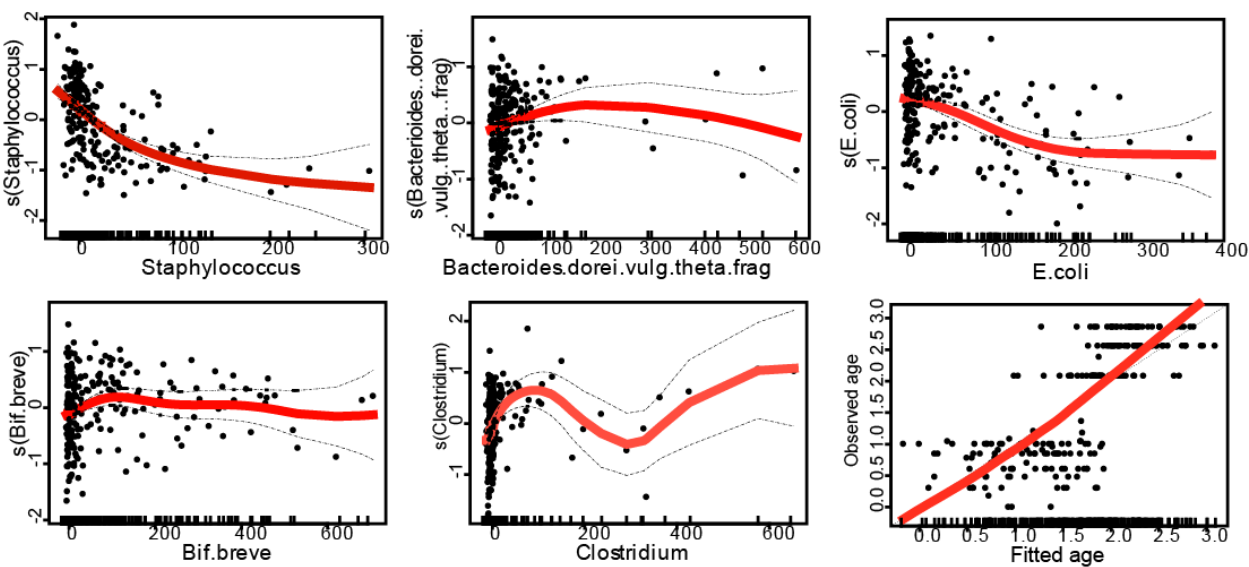 s(Staphylococcus)
2
1
0
-1
-2
0 100 200 300
Staphylococcus
s(Bacterioides..dorei.
.vulg.theta...frag)
1
0
-1
-2
0 100 200 300 400 500 600
Bacteroides.dorei.vulg.theta.frag
s(E.coli)
1
0
-1
-2
0 100 200 300 400
E.coli
s(Bif.breve)
1
0
-1
-2
0 200 400 600
Bif.breve
s(Clostridium)
2
1
0
-1
0 200 400 600
Clostridium
Observed age
3.0
2.5
2.0
1.5
1.0
0.5
0.0
0.0 0.5 1.0 1.5 2.0 2.5 3.0
Fitted age